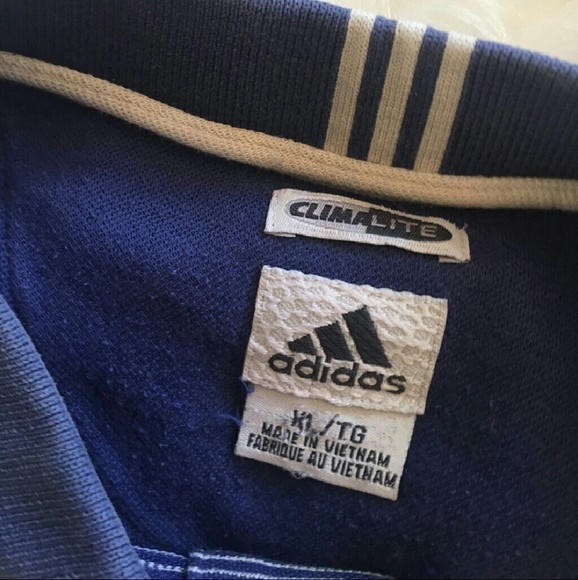 CLIMALITE
adidas
XL/TG
MADE IN VIETNAM
FABRIQUE AU VIETNAM